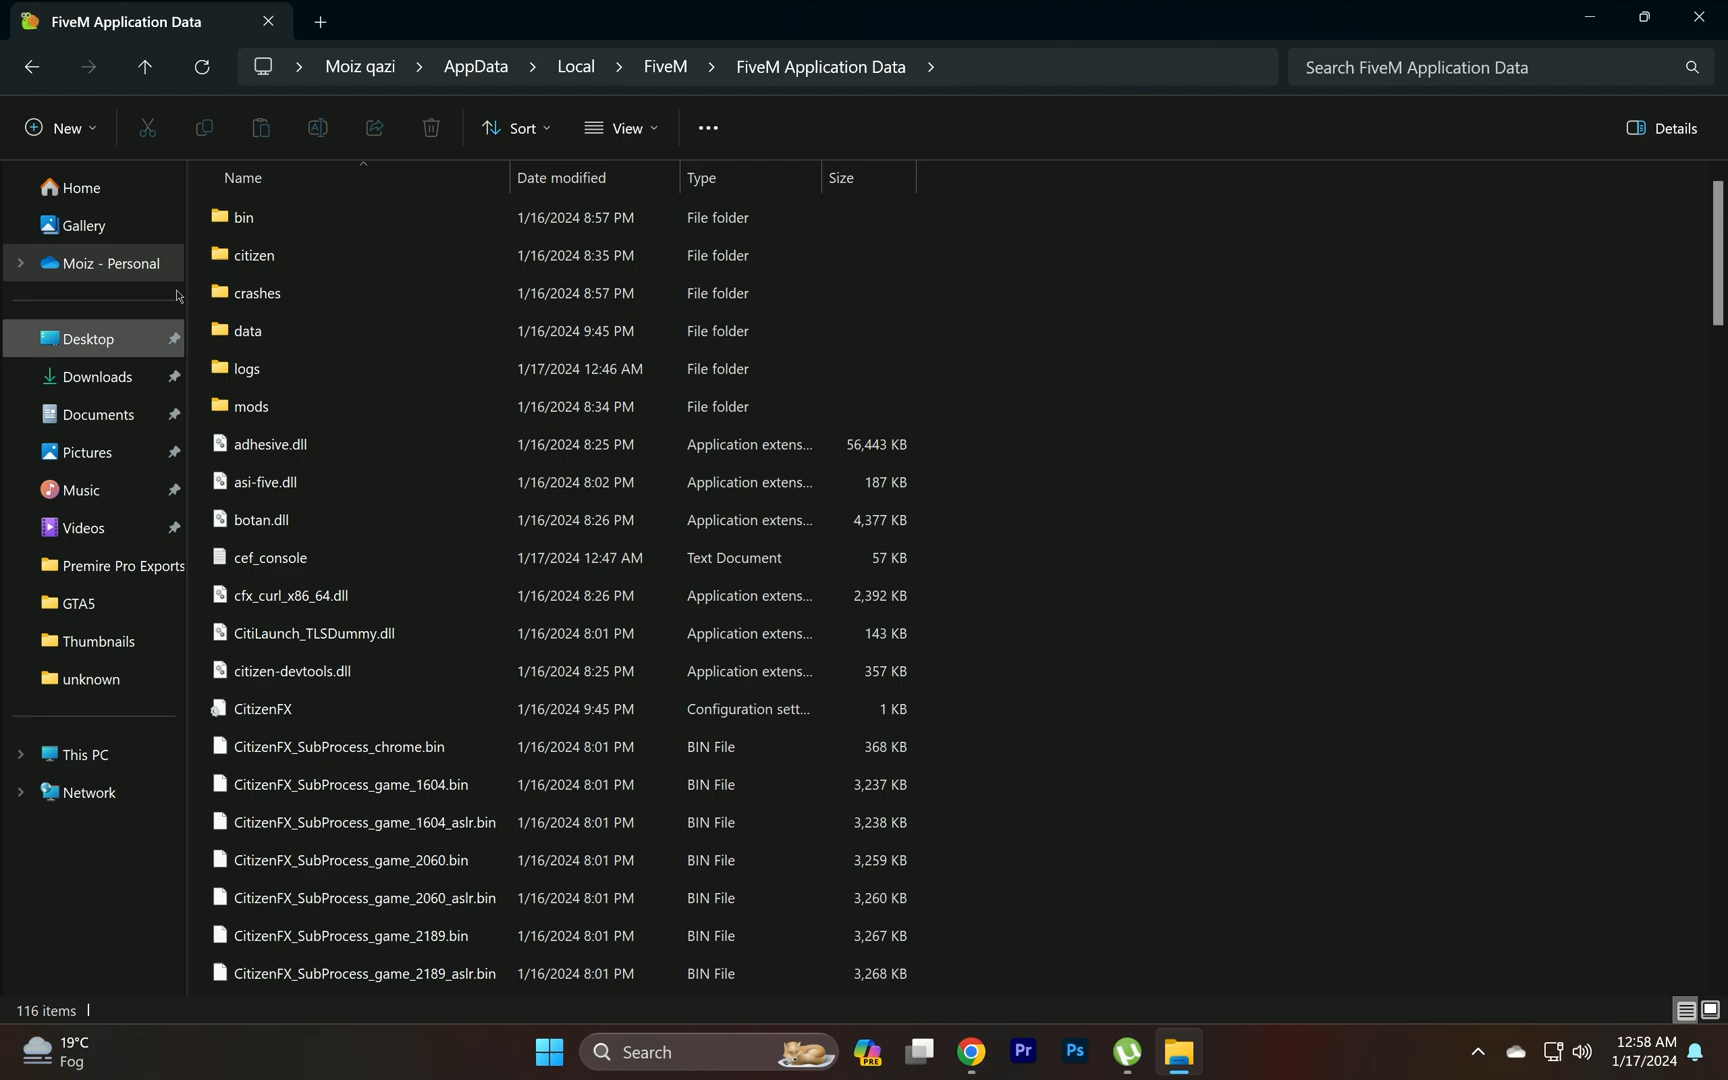 FiveM Application Data
Moiz qazi > AppData > Local > FiveM > FiveM Application Data >
Search FiveM Application Data
New
Sort
View
Details
Name Date modified Type Size
Home
Gallery
Moiz - Personal
Desktop
Downloads
Documents
Pictures
Music
Videos
Premire Pro Exports
GTA5
Thumbnails
unknown
This PC
Network
bin 1/16/2024 8:57 PM File folder
citizen 1/16/2024 8:35 PM File folder
crashes 1/16/2024 8:57 PM File folder
data 1/16/2024 9:45 PM File folder
logs 1/17/2024 12:46 AM File folder
mods 1/16/2024 8:34 PM File folder
adhesive.dll 1/16/2024 8:25 PM Application extens... 56,443 KB
asi-five.dll 1/16/2024 8:02 PM Application extens... 187 KB
botan.dll 1/16/2024 8:26 PM Application extens... 4,377 KB
cef_console 1/17/2024 12:47 AM Text Document 57 KB
cfx_curl_x86_64.dll 1/16/2024 8:26 PM Application extens... 2,392 KB
CitiLaunch_TLSDummy.dll 1/16/2024 8:01 PM Application extens... 143 KB
citizen-devtools.dll 1/16/2024 8:25 PM Application extens... 357 KB
CitizenFX 1/16/2024 9:45 PM Configuration sett... 1 KB
CitizenFX_SubProcess_chrome.bin 1/16/2024 8:01 PM BIN File 368 KB
CitizenFX_SubProcess_game_1604.bin 1/16/2024 8:01 PM BIN File 3,237 KB
CitizenFX_SubProcess_game_1604_aslr.bin 1/16/2024 8:01 PM BIN File 3,238 KB
CitizenFX_SubProcess_game_2060.bin 1/16/2024 8:01 PM BIN File 3,259 KB
CitizenFX_SubProcess_game_2060_aslr.bin 1/16/2024 8:01 PM BIN File 3,260 KB
CitizenFX_SubProcess_game_2189.bin 1/16/2024 8:01 PM BIN File 3,267 KB
CitizenFX_SubProcess_game_2189_aslr.bin 1/16/2024 8:01 PM BIN File 3,268 KB
116 items
19°C
Fog
Search
PRE
Pr
Ps
12:58 AM
1/17/2024